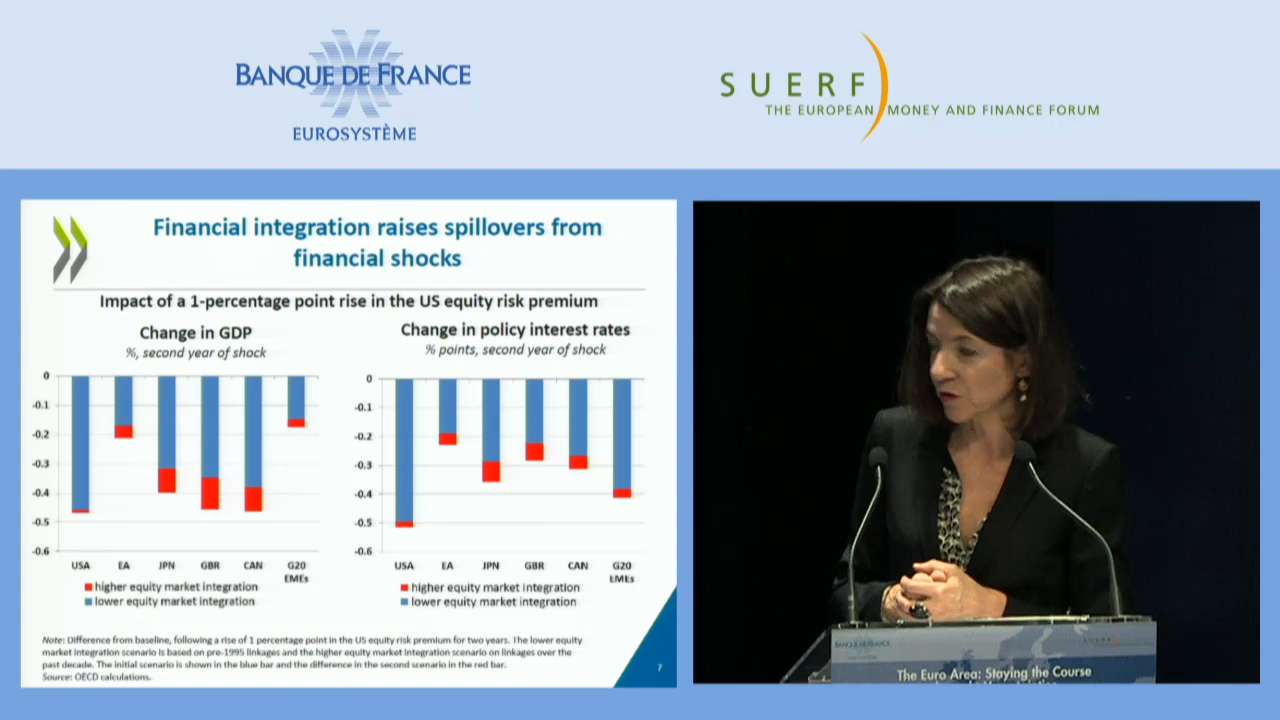 BANQUE DE FRANCE
EUROSYSTÈME
SUERF
THE EUROPEAN MONEY AND FINANCE FORUM
Financial integration raises spillovers from
financial shocks
Impact of a 1-percentage point rise in the US equity risk premium
Change in GDP
%, second year of shock
0
-0.1
-0.2
-0.3
-0.4
-0.5
-0.6
USA EA JPN GBR CAN G20
EMEs
higher equity market integration
lower equity market integration
Change in policy interest rates
% points, second year of shock
0
-0.1
-0.2
-0.3
-0.4
-0.5
-0.6
USA EA JPN GBR CAN G20
EMEs
higher equity market integration
lower equity market integration
Note: Difference from baseline, following a rise of 1 percentage point in the US equity risk premium for two years. The lower equity
market integration scenario is based on pre-1995 linkages and the higher equity market integration scenario on linkages over the
past decade. The initial scenario is shown in the blue bar and the difference in the second scenario in the red bar.
Source: OECD calculations.
7
BANQUE DE FRANCE
EUROSYSTÈME
SUERF
The Euro Area: Staying the Course